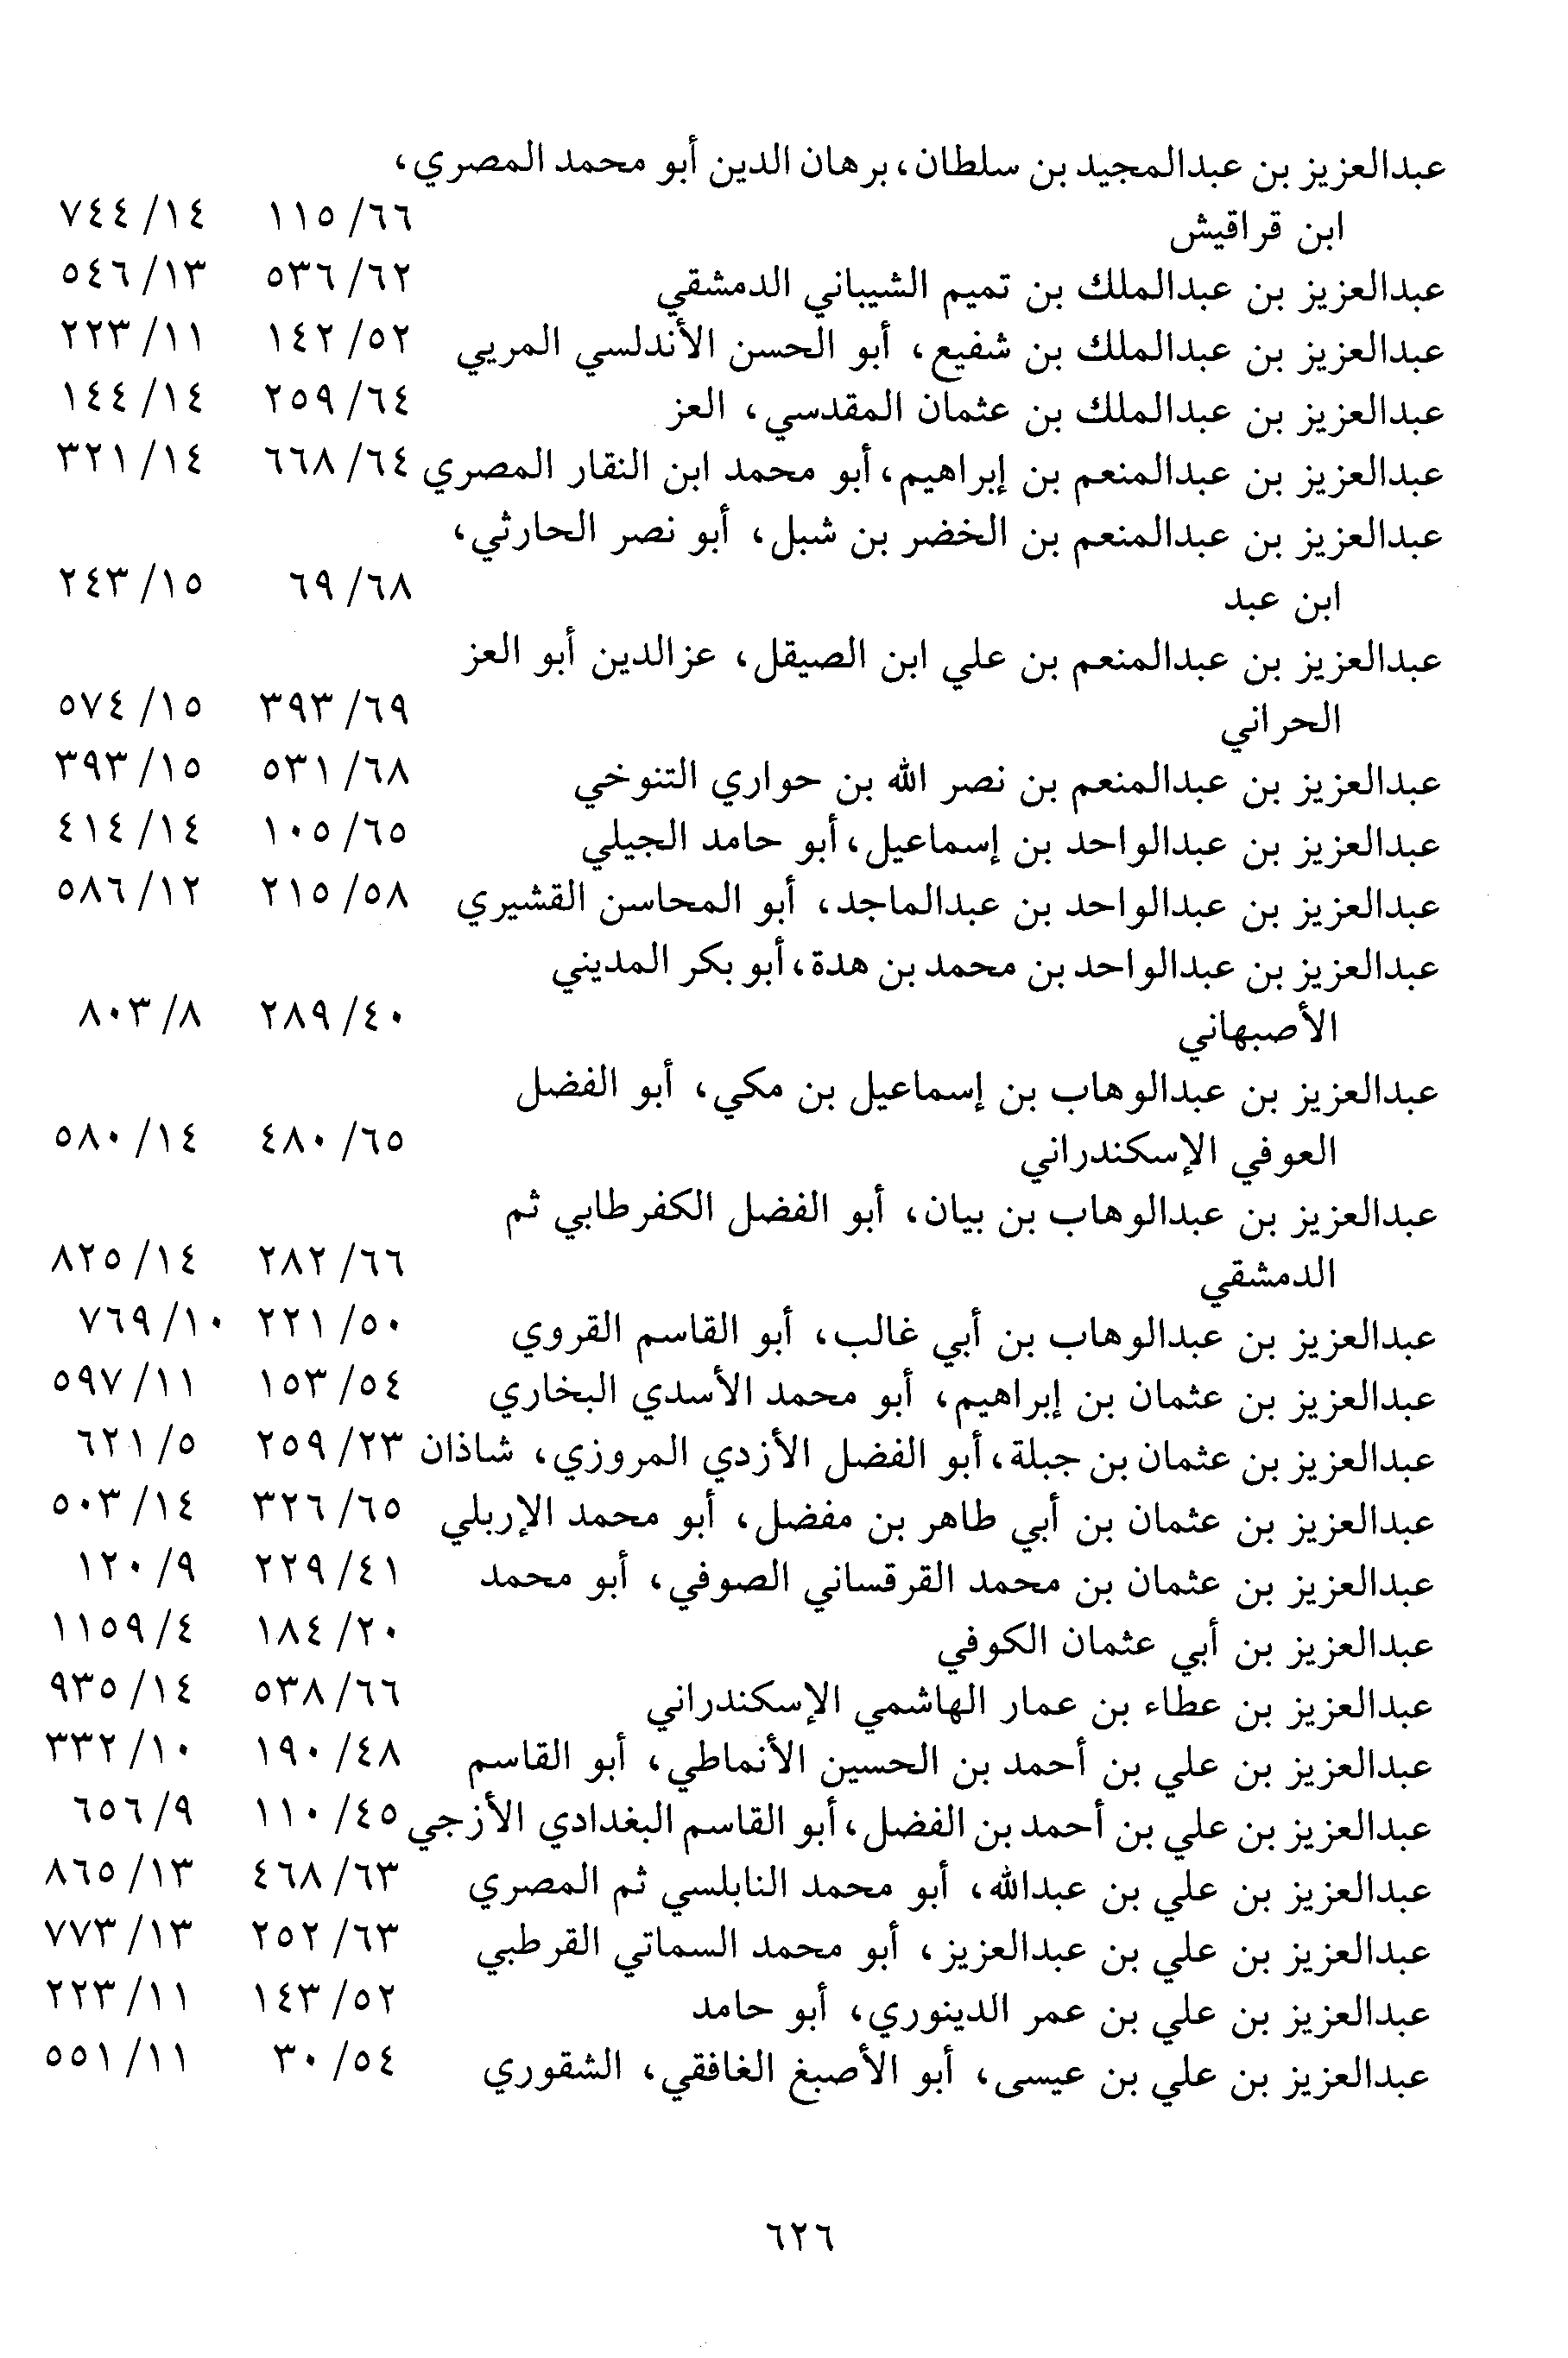 عبدالعزيز بن عبدالمجيد بن سلطان، برهان الدين أبو محمد المصري،
ابن قراقيش ٦٦/ ١١٥ ١٤/ ٧٤٤
عبدالعزيز بن عبدالملك بن تميم الشيباني الدمشقي ٦٢/ ٥٣٦ ١٣/ ٥٤٦
عبدالعزيز بن عبدالملك بن شفيع، أبو الحسن الأندلسي المريي ٥٢/ ١٤٢ ١١/ ٢٢٣
عبدالعزيز بن عبدالملك بن عثمان المقدسي، العز ٦٤/ ٢٥٩ ١٤/ ١٤٤
عبدالعزيز بن عبدالمنعم بن إبراهيم، أبو محمد ابن النقار المصري ٦٤/ ٦٦٨ ١٤/ ٣٢١
عبدالعزيز بن عبدالمنعم بن الخضر بن شبل، أبو نصر الحارثي،
ابن عبد ٦٨/ ٦٩ ١٥/ ٢٤٣
عبدالعزيز بن عبدالمنعم بن علي ابن الصيقل، عزالدين أبو العز
الحراني ٦٩/ ٣٩٣ ١٥/ ٥٧٤
عبدالعزيز بن عبدالمنعم بن نصر الله بن حواري التنوخي ٦٨/ ٥٣١ ١٥/ ٣٩٣
عبدالعزيز بن عبدالواحد بن إسماعيل، أبو حامد الجيلي ٦٥/ ١٠٥ ١٤/ ٤١٤
عبدالعزيز بن عبدالواحد بن عبدالماجد، أبو المحاسن القشيري ٥٨/ ٢١٥ ١٢/ ٥٨٦
عبدالعزيز بن عبدالواحد بن محمد بن هدة، أبو بكر المديني
الأصبهاني ٤٠/ ٢٨٩ ٨/ ٨٠٣
عبدالعزيز بن عبدالوهاب بن إسماعيل بن مكي، أبو الفضل
العوفي الإسكندراني ٦٥/ ٤٨٠ ١٤/ ٥٨٠
عبدالعزيز بن عبدالوهاب بن بيان، أبو الفضل الكفرطابي ثم
الدمشقي ٦٦/ ٢٨٢ ١٤/ ٨٢٥
عبدالعزيز بن عبدالوهاب بن أبي غالب، أبو القاسم القروي ٥٠/ ٢٢١ ١٠/ ٧٦٩
عبدالعزيز بن عثمان بن إبراهيم، أبو محمد الأسدي البخاري ٥٤/ ١٥٣ ١١/ ٥٩٧
عبدالعزيز بن عثمان بن جبلة، أبو الفضل الأزدي المروزي، شاذان ٢٣/ ٢٥٩ ٥/ ٦٢١
عبدالعزيز بن عثمان بن أبي طاهر بن مفضل، أبو محمد الإربلي ٦٥/ ٣٢٦ ١٤/ ٥٠٣
عبدالعزيز بن عثمان بن محمد القرقساني الصوفي، أبو محمد ٤١/ ٢٢٩ ٩/ ١٢٠
عبدالعزيز بن أبي عثمان الكوفي ٢٠/ ١٨٤ ٤/ ١١٥٩
عبدالعزيز بن عطاء بن عمار الهاشمي الإسكندراني ٦٦/ ٥٣٨ ١٤/ ٩٣٥
عبدالعزيز بن علي بن أحمد بن الحسين الأنماطي، أبو القاسم ٤٨/ ١٩٠ ١٠/ ٣٣٢
عبدالعزيز بن علي بن أحمد بن الفضل، أبو القاسم البغدادي الأزجي ٤٥/ ١١٠ ٩/ ٦٥٦
عبدالعزيز بن علي بن عبدالله، أبو محمد النابلسي ثم المصري ٦٣/ ٤٦٨ ١٣/ ٨٦٥
عبدالعزيز بن علي بن عبدالعزيز، أبو محمد السماتي القرطبي ٦٣/ ٢٥٢ ١٣/ ٧٧٣
عبدالعزيز بن علي بن عمر الدينوري، أبو حامد ٥٢/ ١٤٣ ١١/ ٢٢٣
عبدالعزيز بن علي بن عيسى، أبو الأصبغ الغافقي، الشقوري ٥٤/ ٣٠ ١١/ ٥٥١
٦٢٦